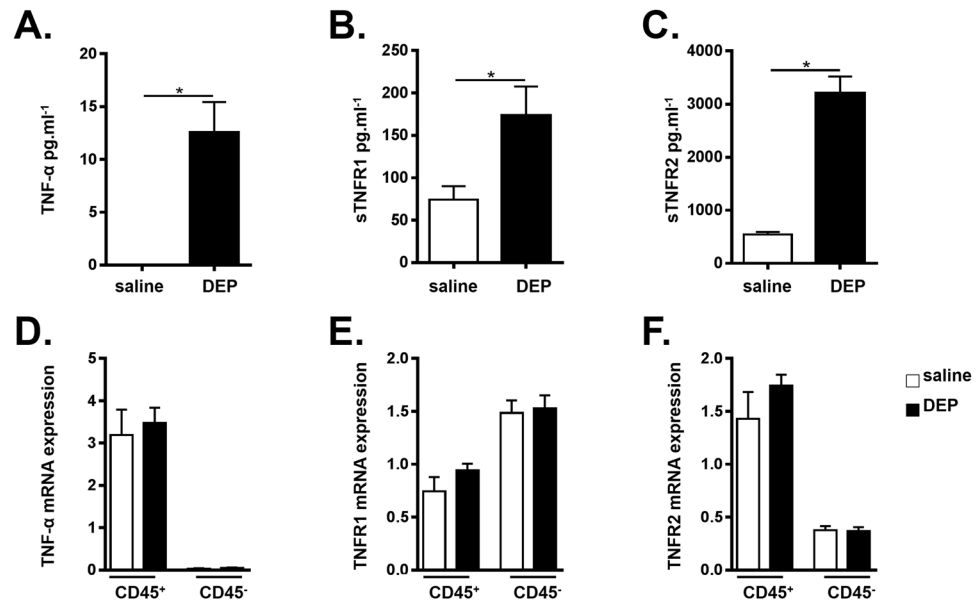 A.
TNF-α pg.ml⁻¹
20
15
10
5
0
*
saline DEP
B.
sTNFR1 pg.ml⁻¹
250
200
150
100
50
0
*
saline DEP
C.
sTNFR2 pg.ml⁻¹
4000
3000
2000
1000
0
*
saline DEP
D.
TNF-α mRNA expression
5
4
3
2
1
0
CD45⁺ CD45⁻
E.
TNFR1 mRNA expression
2.0
1.5
1.0
0.5
0.0
CD45⁺ CD45⁻
F.
TNFR2 mRNA expression
2.0
1.5
1.0
0.5
0.0
CD45⁺ CD45⁻
saline
DEP